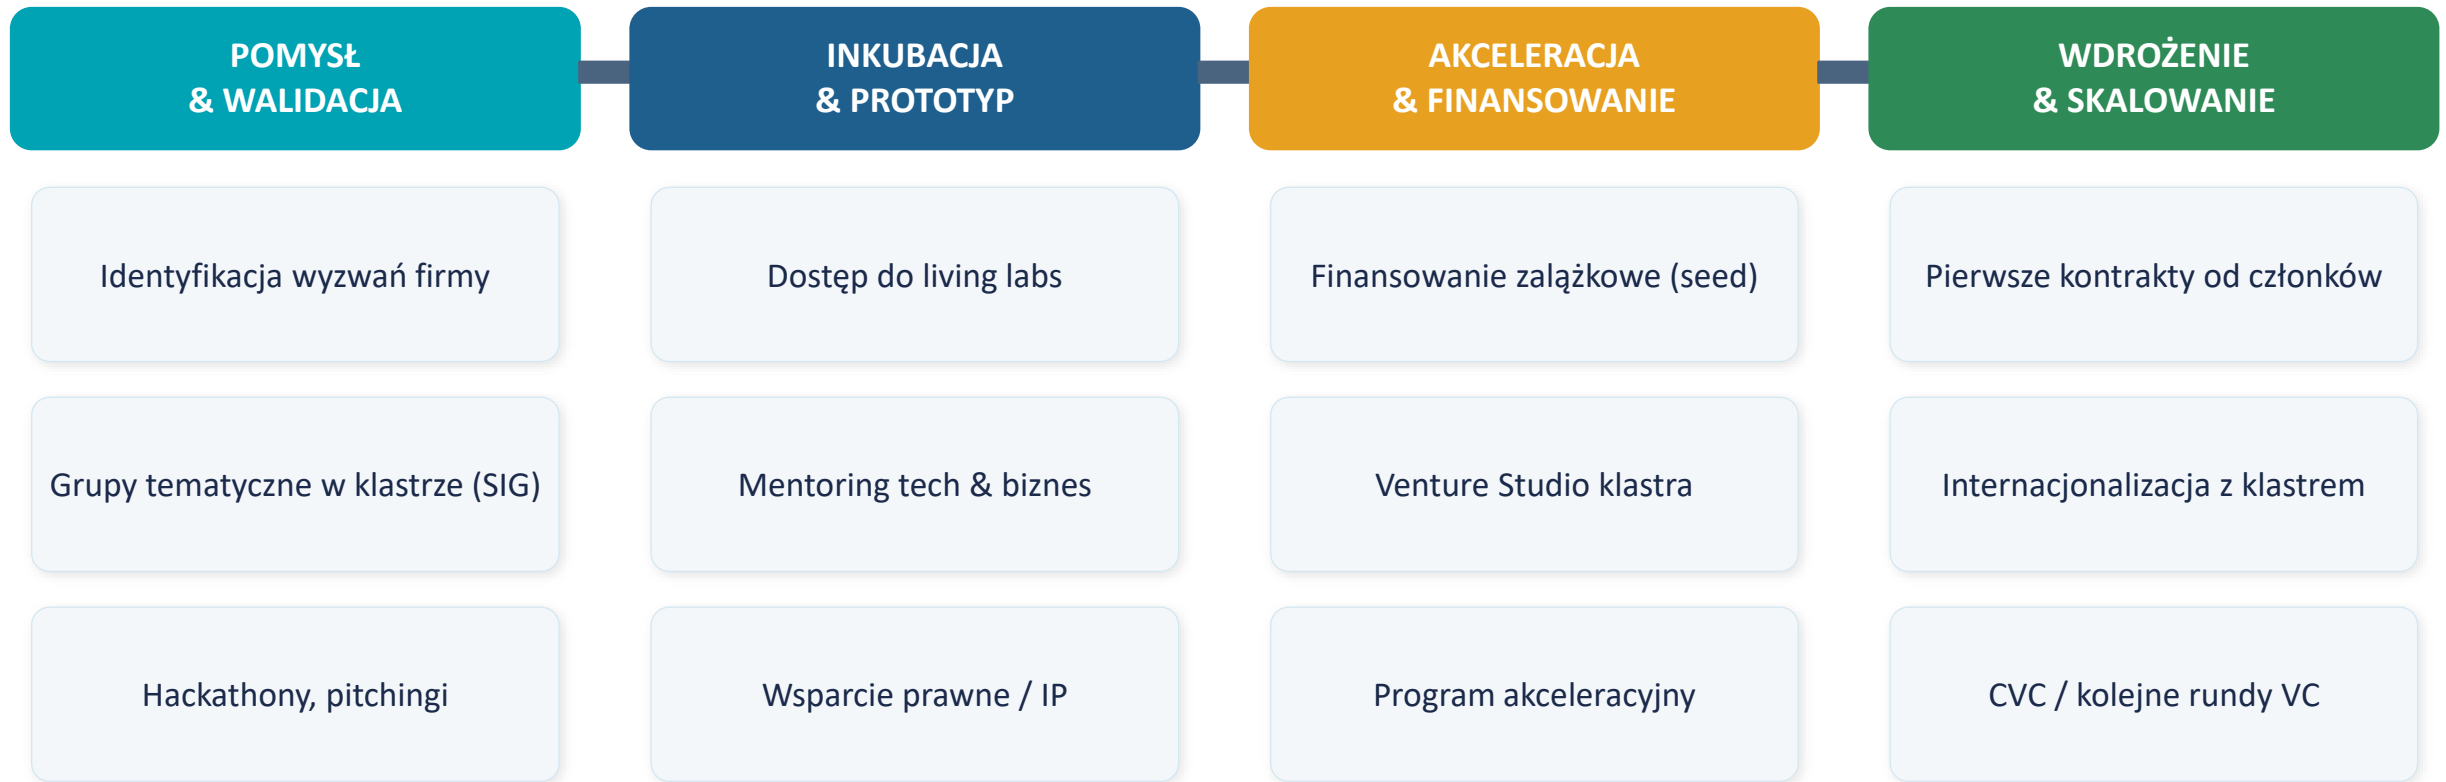 POMYSŁ
& WALIDACJA
INKUBACJA
& PROTOTYP
AKCELERACJA
& FINANSOWANIE
WDROŻENIE
& SKALOWANIE
Identyfikacja wyzwań firmy
Dostęp do living labs
Finansowanie zalążkowe (seed)
Pierwsze kontrakty od członków
Grupy tematyczne w klastrze (SIG)
Mentoring tech & biznes
Venture Studio klastra
Internacjonalizacja z klastrem
Hackathony, pitchingi
Wsparcie prawne / IP
Program akceleracyjny
CVC / kolejne rundy VC